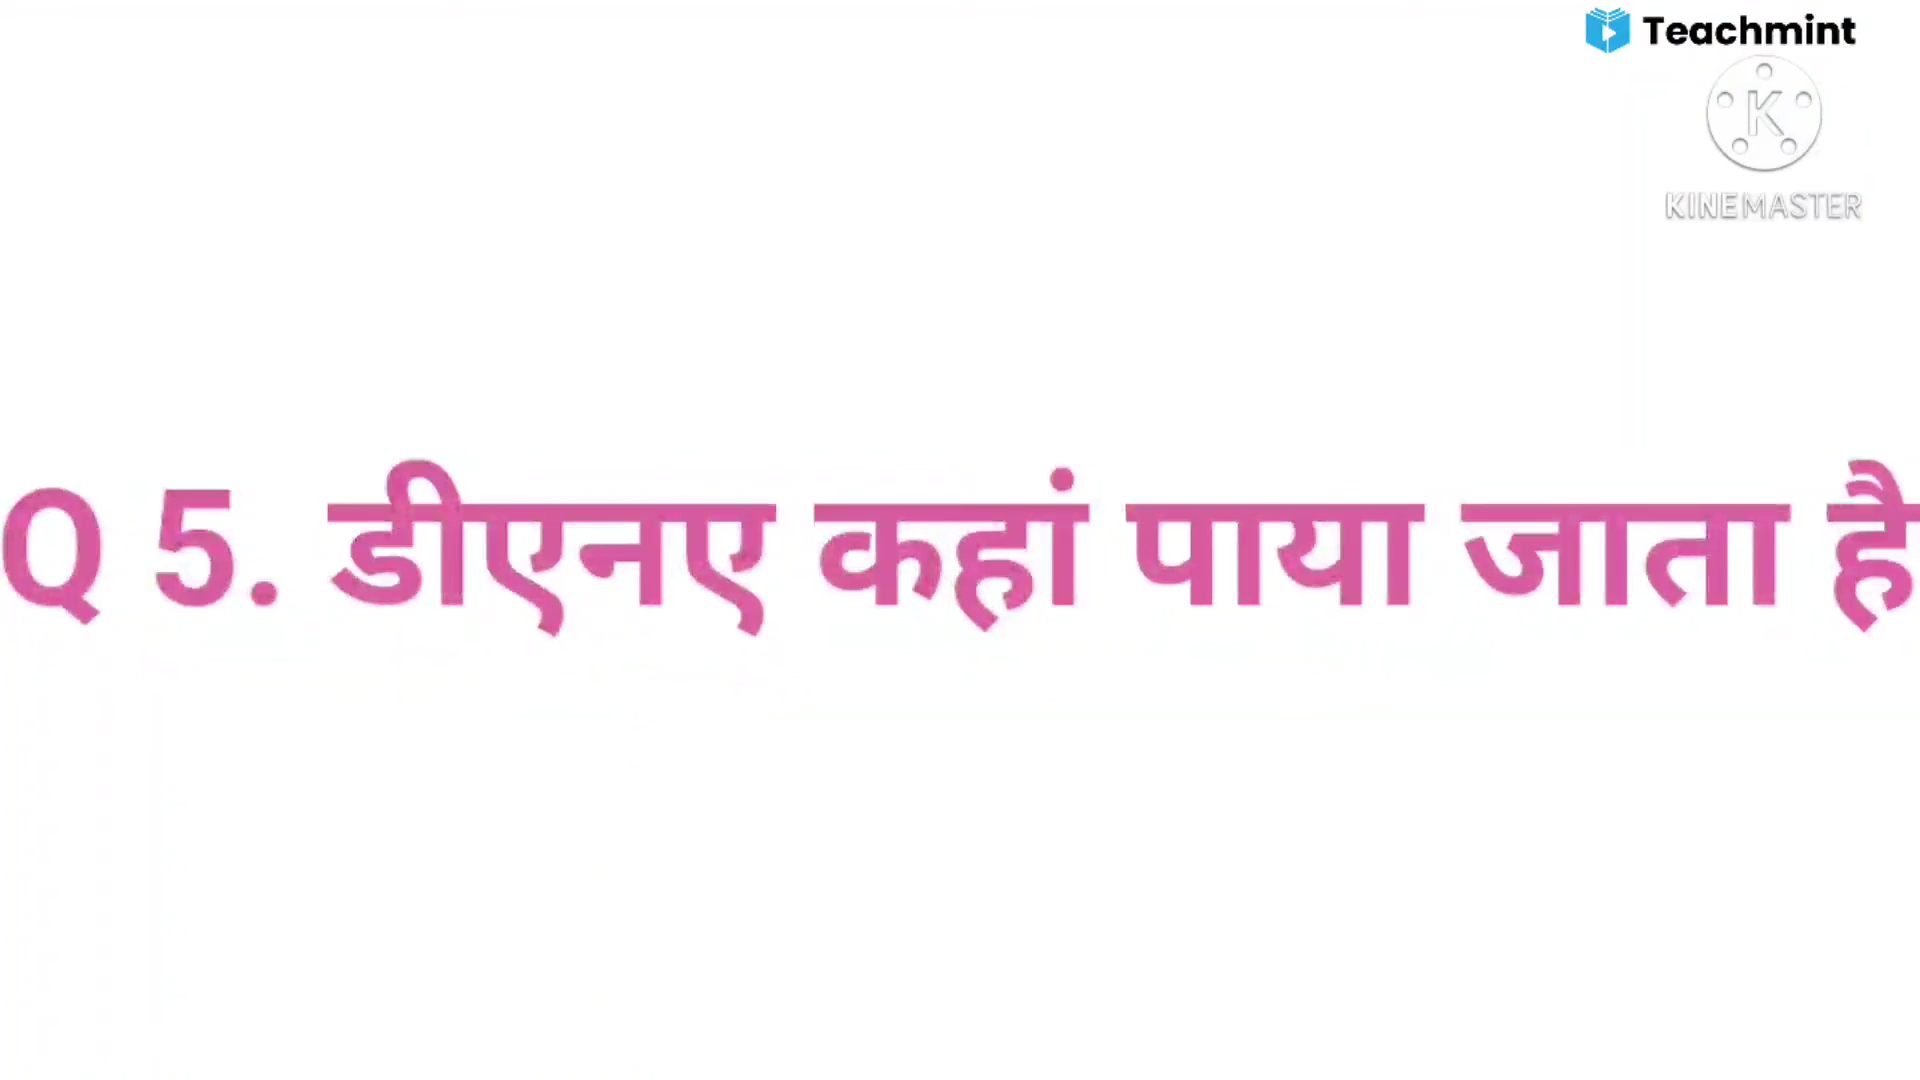 Teachmint
K
KINEMASTER
Q 5. डीएनए कहां पाया जाता है